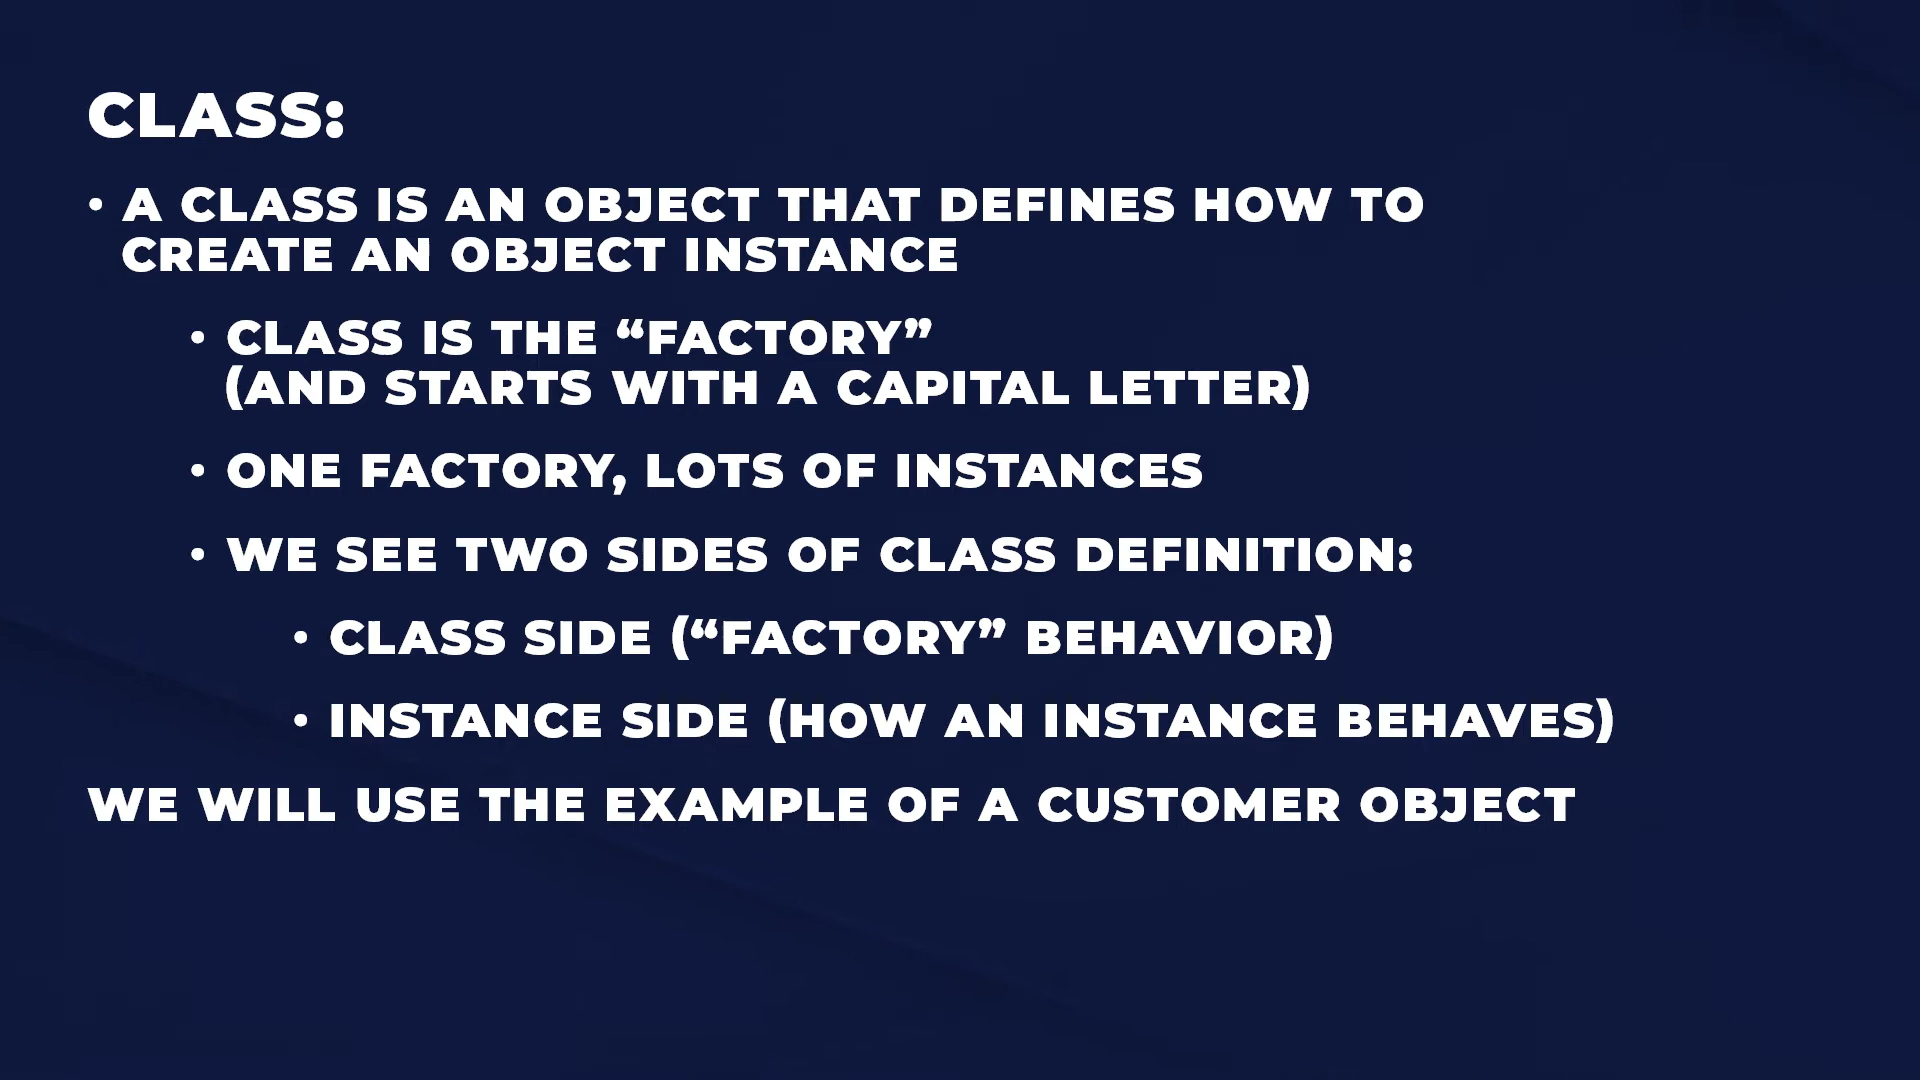 CLASS:
• A CLASS IS AN OBJECT THAT DEFINES HOW TO
CREATE AN OBJECT INSTANCE
• CLASS IS THE “FACTORY”
(AND STARTS WITH A CAPITAL LETTER)
• ONE FACTORY, LOTS OF INSTANCES
• WE SEE TWO SIDES OF CLASS DEFINITION:
• CLASS SIDE (“FACTORY” BEHAVIOR)
• INSTANCE SIDE (HOW AN INSTANCE BEHAVES)
WE WILL USE THE EXAMPLE OF A CUSTOMER OBJECT